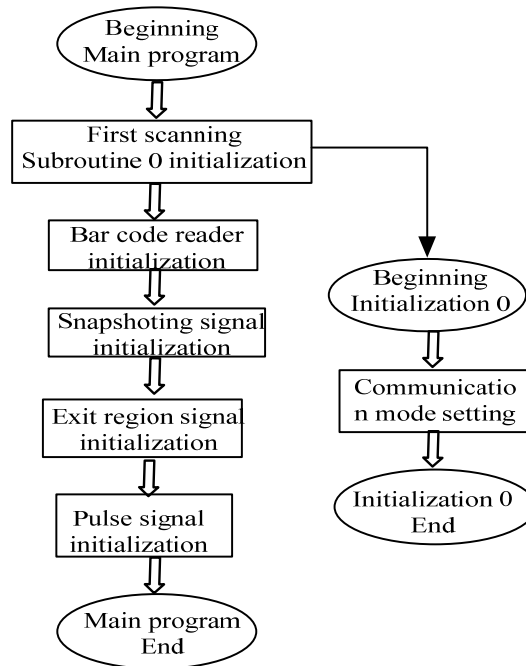 Beginning
Main program
First scanning
Subroutine 0 initialization
Bar code reader
initialization
Snapshoting signal
initialization
Exit region signal
initialization
Pulse signal
initialization
Main program
End
Beginning
Initialization 0
Communicatio
n mode setting
Initialization 0
End